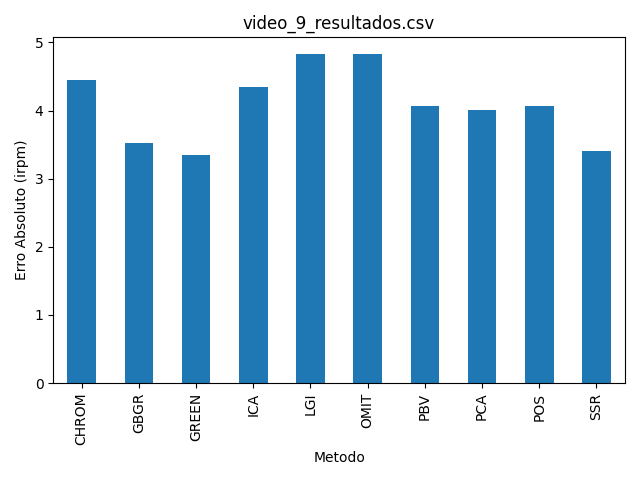 video_9_resultados.csv
Erro Absoluto (irpm)
5
4
3
2
1
0
CHROM
GBGR
GREEN
ICA
LGI
OMIT
PBV
PCA
POS
SSR
Metodo